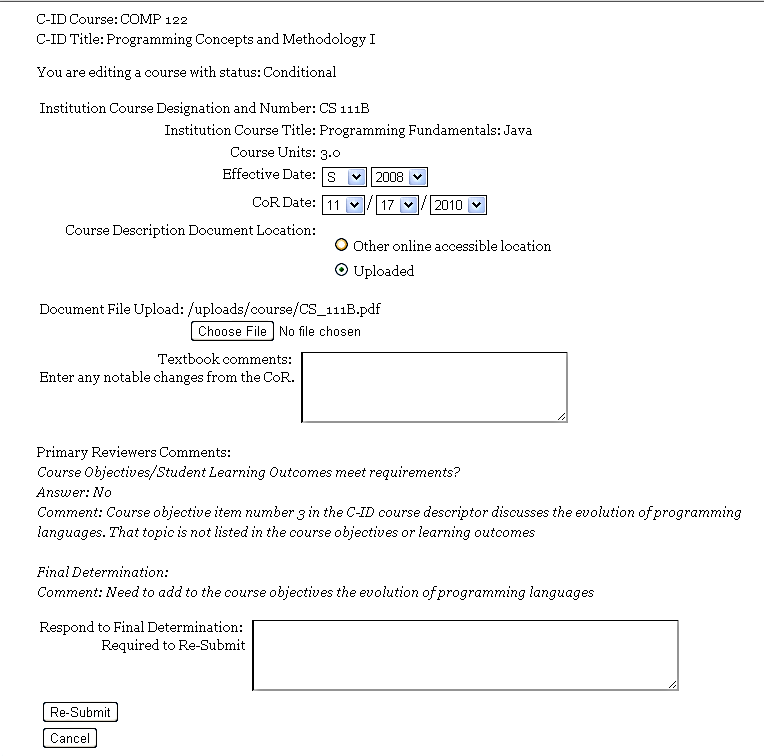 C-ID Course: COMP 122
C-ID Title: Programming Concepts and Methodology I
You are editing a course with status: Conditional
Institution Course Designation and Number: CS 111B
Institution Course Title: Programming Fundamentals: Java
Course Units: 3.0
Effective Date: S 2008
CoR Date: 11 / 17 / 2010
Course Description Document Location:
Other online accessible location
Uploaded
Document File Upload: /uploads/course/CS_111B.pdf
Choose File No file chosen
Textbook comments:
Enter any notable changes from the CoR.
Primary Reviewers Comments:
Course Objectives/Student Learning Outcomes meet requirements?
Answer: No
Comment: Course objective item number 3 in the C-ID course descriptor discusses the evolution of programming
languages. That topic is not listed in the course objectives or learning outcomes
Final Determination:
Comment: Need to add to the course objectives the evolution of programming languages
Respond to Final Determination:
Required to Re-Submit
Re-Submit
Cancel